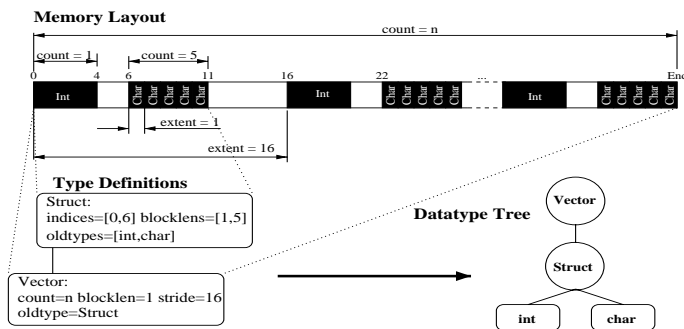 Memory Layout
count = n
count = 1
count = 5
0
4
6
11
16
22
...
End
Int
Char
Char
Char
Char
Char
Int
Char
Char
Char
Char
Char
Int
Char
Char
Char
Char
Char
extent = 1
extent = 16
Type Definitions
Struct:
indices=[0,6] blocklens=[1,5]
oldtypes=[int,char]
Vector:
count=n blocklen=1 stride=16
oldtype=Struct
Datatype Tree
Vector
Struct
int
char